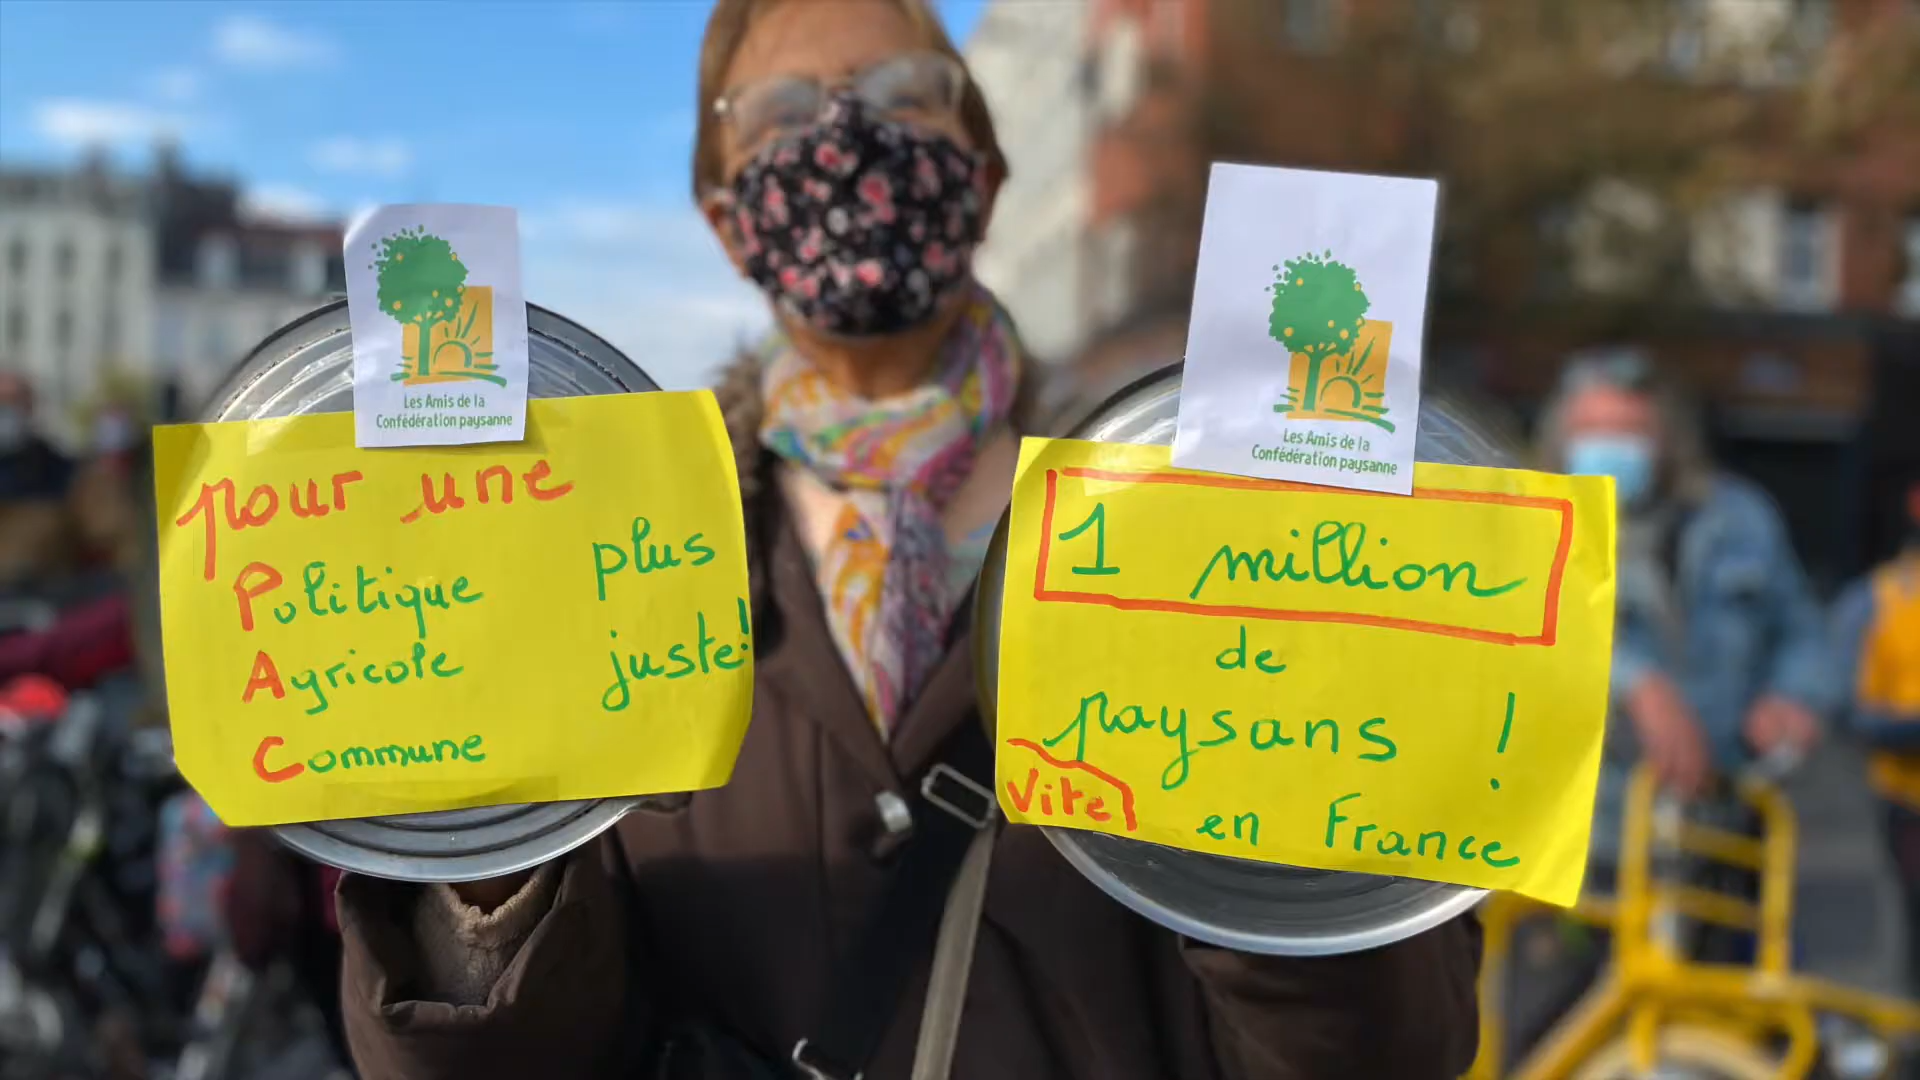 Les Amis de la
Confédération paysanne
pour une
Politique plus
Agricole juste!
Commune
Les Amis de la
Confédération paysanne
1 million
de
paysans !
Vite en France